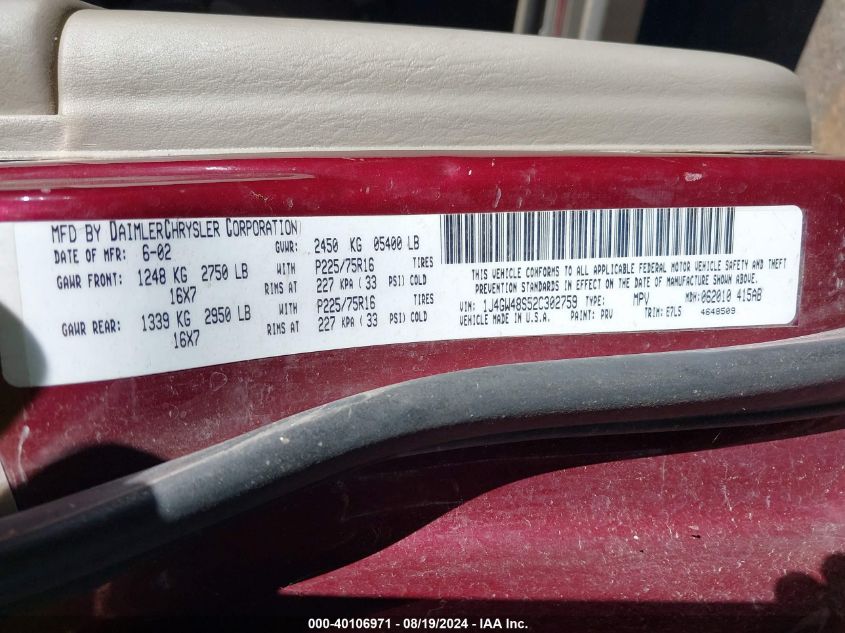 MFD BY DAIMLERCHRYSLER CORPORATION
DATE OF MFR: 6-02 GVWR: 2450 KG 05400 LB
GAWR FRONT: 1248 KG 2750 LB WITH P225/75R16 TIRES
16X7 RIMS AT 227 KPA ( 33 PSI) COLD
GAWR REAR: 1339 KG 2950 LB WITH P225/75R16 TIRES
16X7 RIMS AT 227 KPA ( 33 PSI) COLD
THIS VEHICLE CONFORMS TO ALL APPLICABLE FEDERAL MOTOR VEHICLE SAFETY AND THEFT
PREVENTION STANDARDS IN EFFECT ON THE DATE OF MANUFACTURE SHOWN ABOVE.
VIN: 1J4GW48S52C302759 TYPE: MPV MDH: 062010 415AB
VEHICLE MADE IN U.S.A. PAINT: PRV TRIM: E7L5 4648509
000-40106971 - 08/19/2024 - IAA Inc.